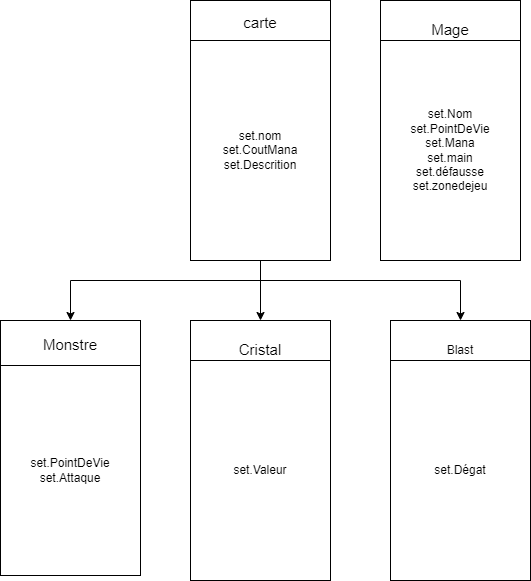 carte
set.nom
set.CoutMana
set.Descrition
Mage
set.Nom
set.PointDeVie
set.Mana
set.main
set.défausse
set.zonedejeu
Monstre
set.PointDeVie
set.Attaque
Cristal
set.Valeur
Blast
set.Dégat